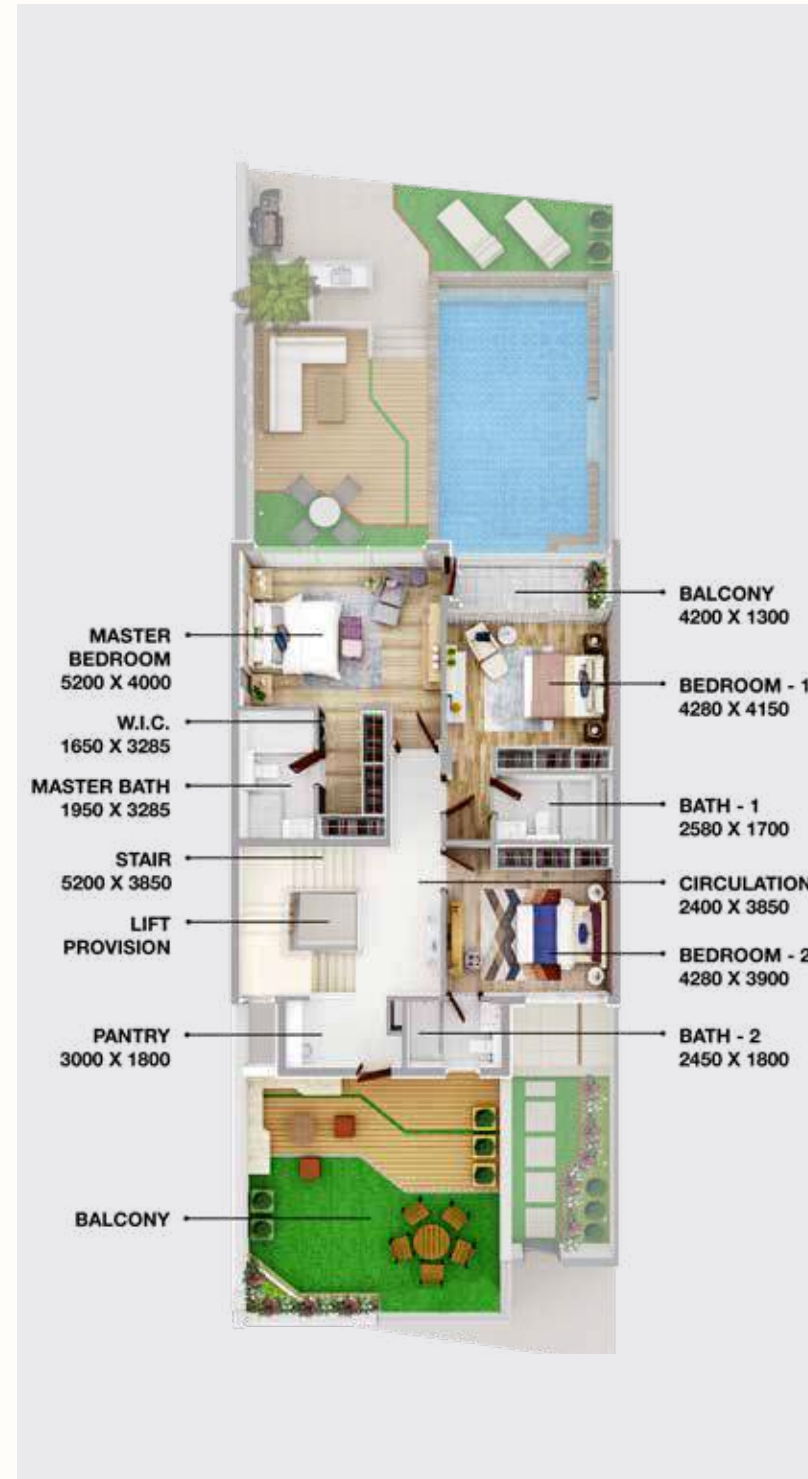 MASTER
BEDROOM
5200 X 4000
W.I.C.
1650 X 3285
MASTER BATH
1950 X 3285
STAIR
5200 X 3850
LIFT
PROVISION
PANTRY
3000 X 1800
BALCONY
BALCONY
4200 X 1300
BEDROOM - 1
4280 X 4150
BATH - 1
2580 X 1700
CIRCULATION
2400 X 3850
BEDROOM - 2
4280 X 3900
BATH - 2
2450 X 1800